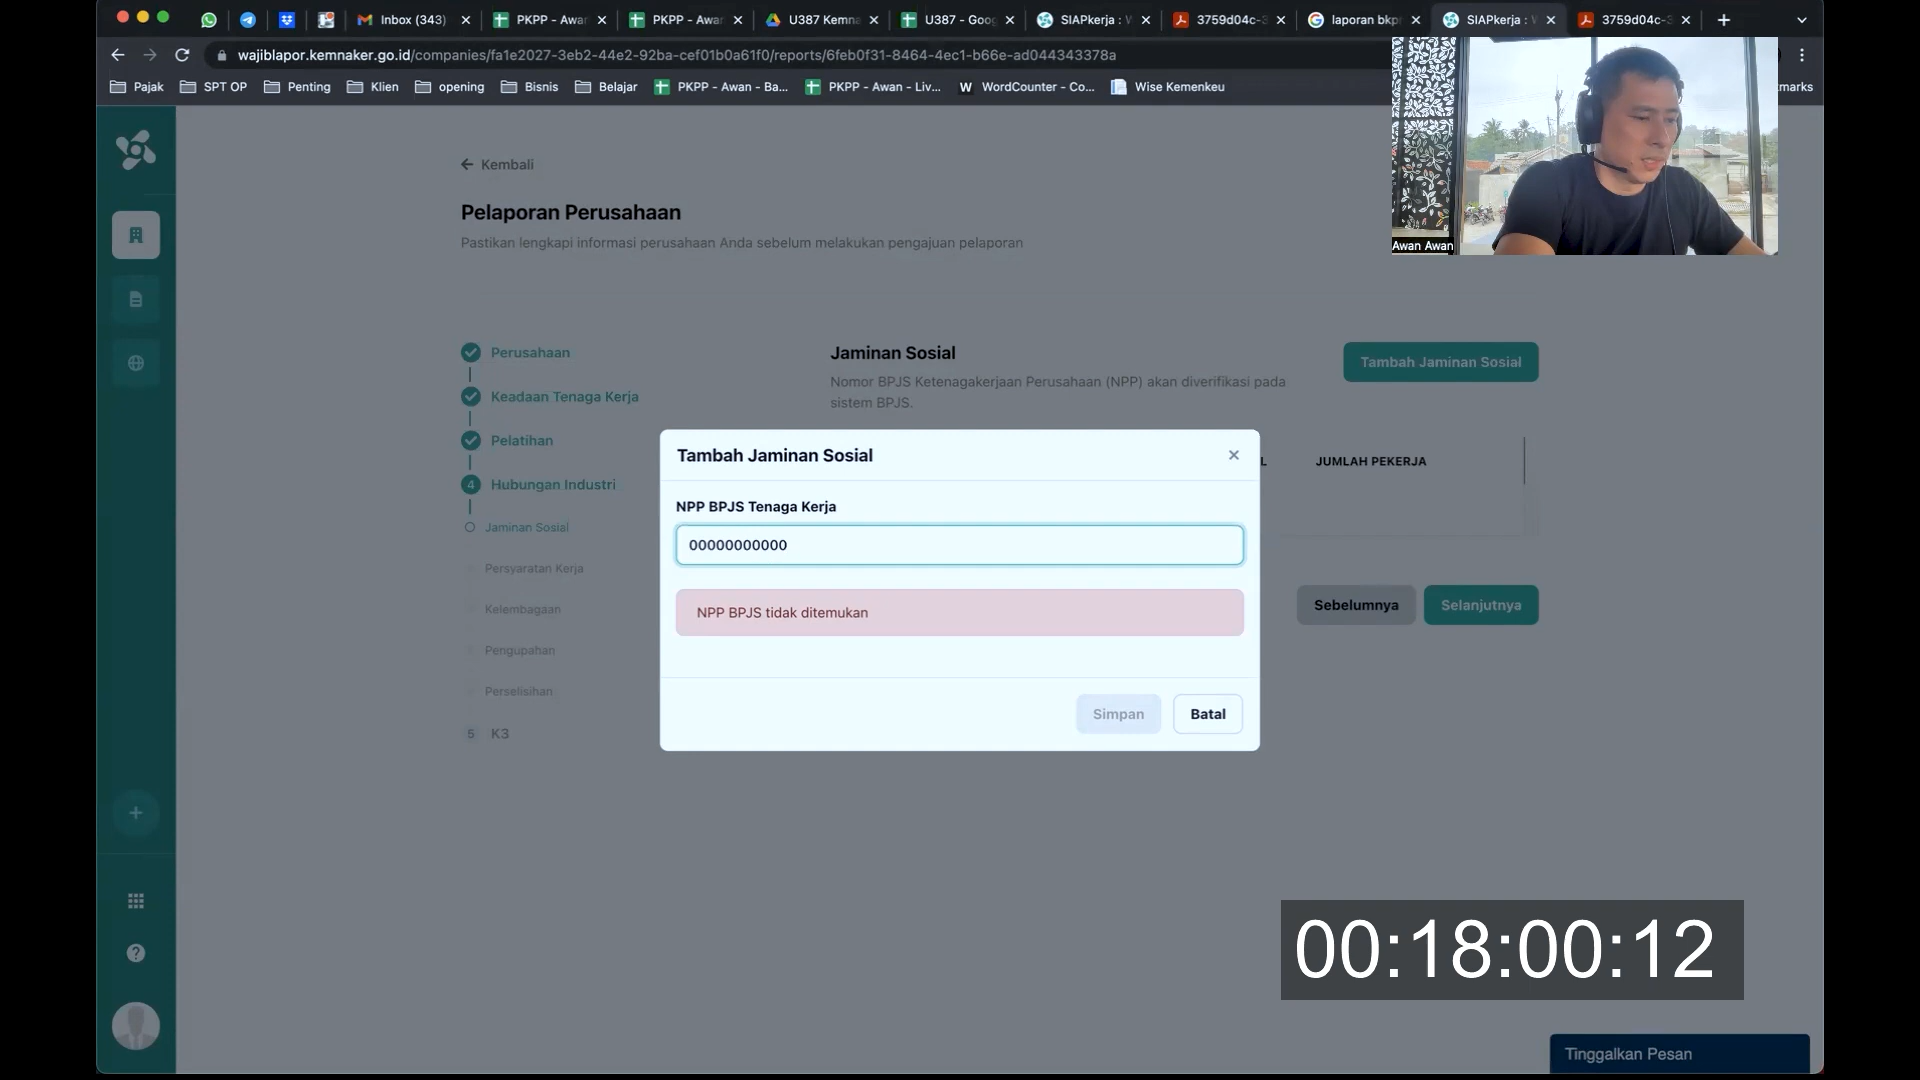 Inbox (343)
PKPP - Awan
PKPP - Awan
U387 Kemna
U387 - Goog
SIAPkerja : W
3759d04c-3
laporan bkp
SIAPkerja : W
3759d04c-3
wajiblapor.kemnaker.go.id/companies/fa1e2027-3eb2-44e2-92ba-cef01b0a61f0/reports/6feb0f31-8464-4ec1-b66e-ad044343378a
Pajak
SPT OP
Penting
Klien
opening
Bisnis
Belajar
PKPP - Awan - Ba...
PKPP - Awan - Liv...
WordCounter - Co...
Wise Kemenkeu
marks
Awan Awan
Kembali
Pelaporan Perusahaan
Pastikan lengkapi informasi perusahaan Anda sebelum melakukan pengajuan pelaporan
Perusahaan
Keadaan Tenaga Kerja
Pelatihan
4 Hubungan Industri
Jaminan Sosial
Persyaratan Kerja
Kelembagaan
Pengupahan
Perselisihan
5 K3
Jaminan Sosial
Nomor BPJS Ketenagakerjaan Perusahaan (NPP) akan diverifikasi pada
sistem BPJS.
Tambah Jaminan Sosial
L
JUMLAH PEKERJA
Sebelumnya
Selanjutnya
Tambah Jaminan Sosial
NPP BPJS Tenaga Kerja
00000000000
NPP BPJS tidak ditemukan
Simpan
Batal
00:18:00:12
Tinggalkan Pesan